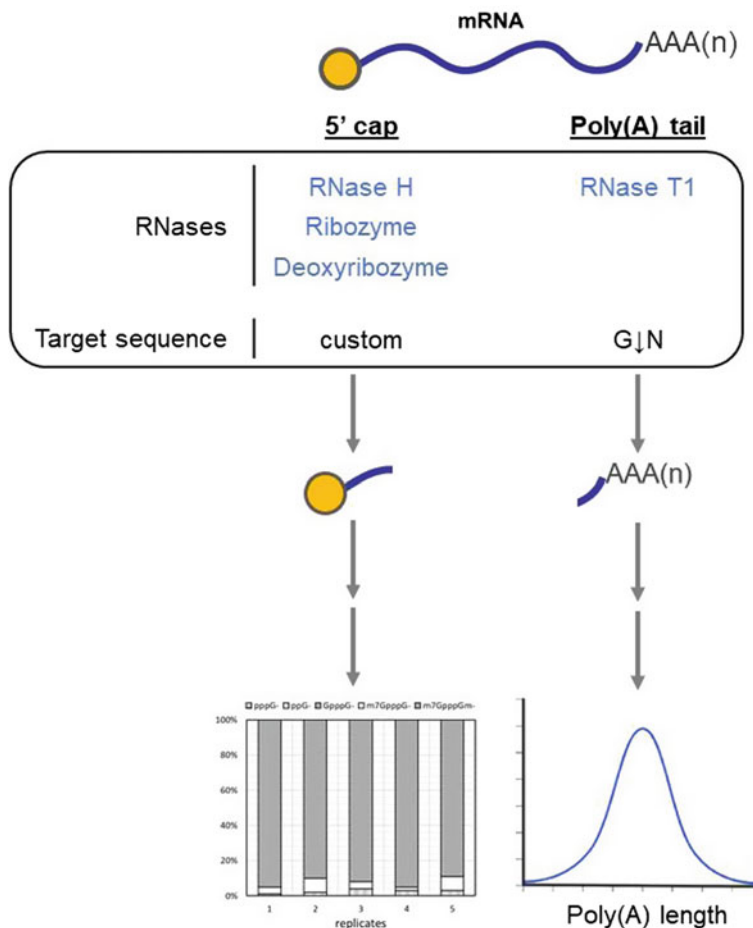 mRNA
AAA(n)
5' cap Poly(A) tail
RNases
RNase H RNase T1
Ribozyme
Deoxyribozyme
Target sequence custom G↓N
AAA(n)
pppG- ppG- GpppG- m7GpppG- m7GpppGm-
100%
80%
60%
40%
20%
0%
1 2 3 4 5
replicates
Poly(A) length